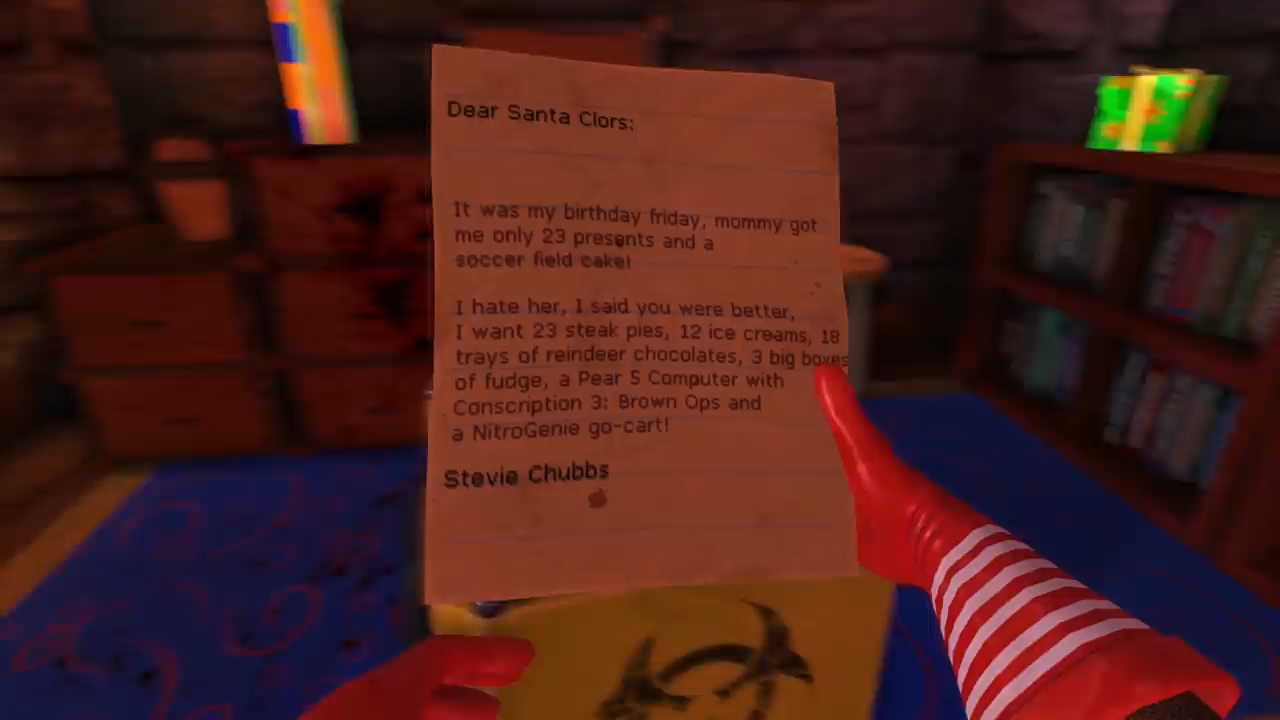 Dear Santa Clors:
It was my birthday friday, mommy got
me only 23 presents and a
soccer field cake!
I hate her, I said you were better,
I want 23 steak pies, 12 ice creams, 18
trays of reindeer chocolates, 3 big boxes
of fudge, a Pear 5 Computer with
Conscription 3: Brown Ops and
a NitroGenie go-cart!
Stevie Chubbs